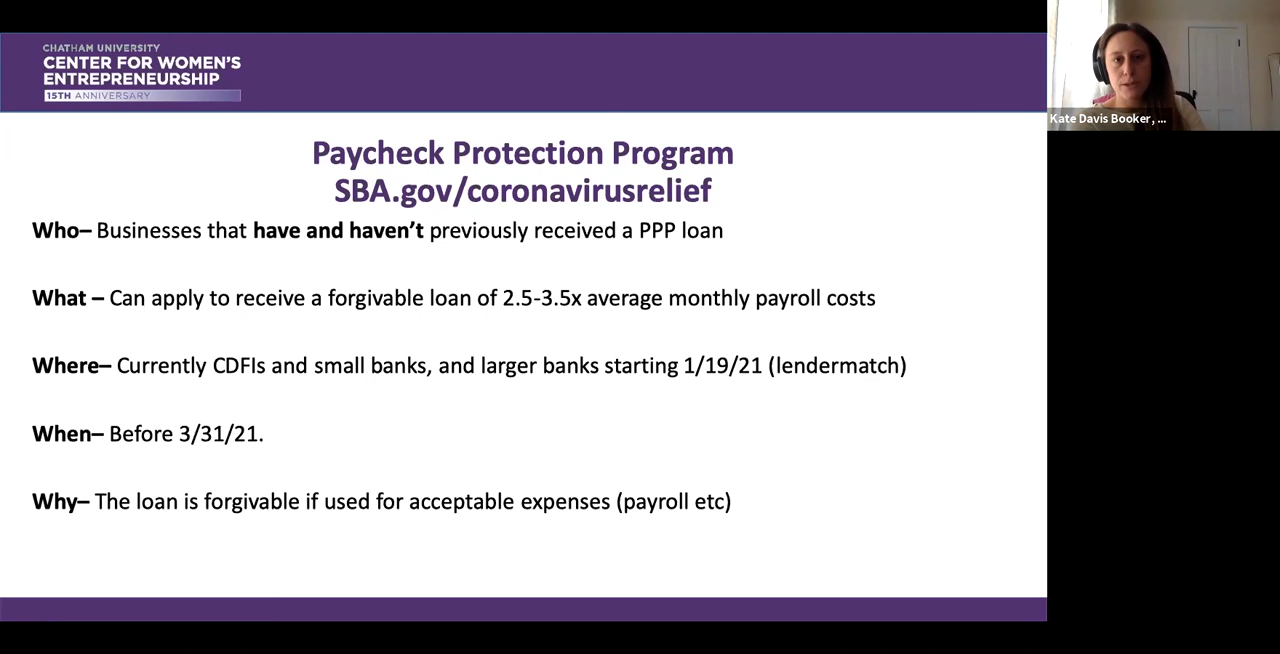 CHATHAM UNIVERSITY
CENTER FOR WOMEN'S
ENTREPRENEURSHIP
15TH ANNIVERSARY
Kate Davis Booker, ...
Paycheck Protection Program
SBA.gov/coronavirusrelief
Who– Businesses that have and haven't previously received a PPP loan
What – Can apply to receive a forgivable loan of 2.5-3.5x average monthly payroll costs
Where– Currently CDFIs and small banks, and larger banks starting 1/19/21 (lendermatch)
When– Before 3/31/21.
Why– The loan is forgivable if used for acceptable expenses (payroll etc)